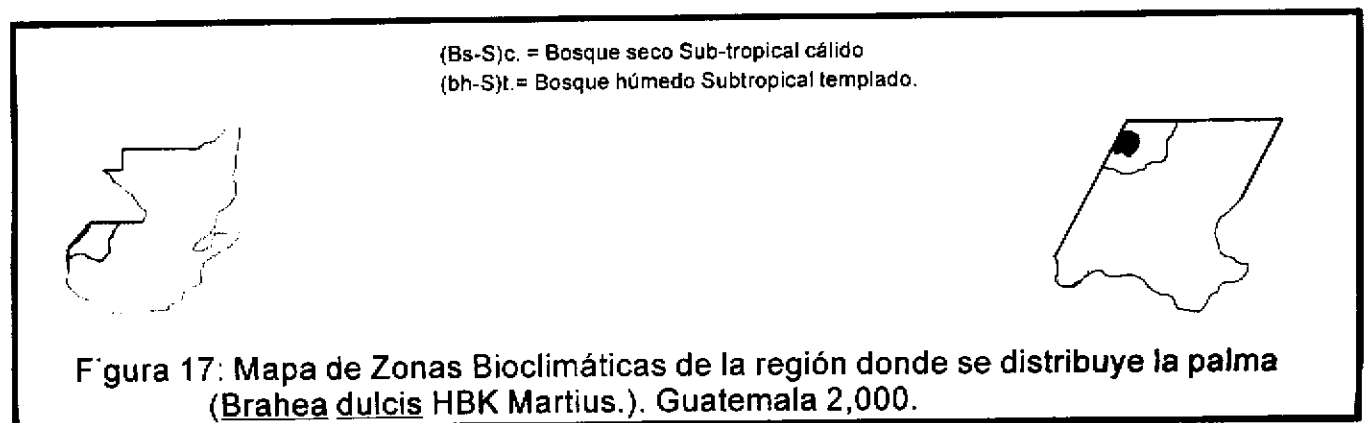 (Bs-S)c. = Bosque seco Sub-tropical cálido
(bh-S)t.= Bosque húmedo Subtropical templado.
F gura 17: Mapa de Zonas Bioclimáticas de la región donde se distribuye la palma
(Brahea dulcis HBK Martius.). Guatemala 2,000.